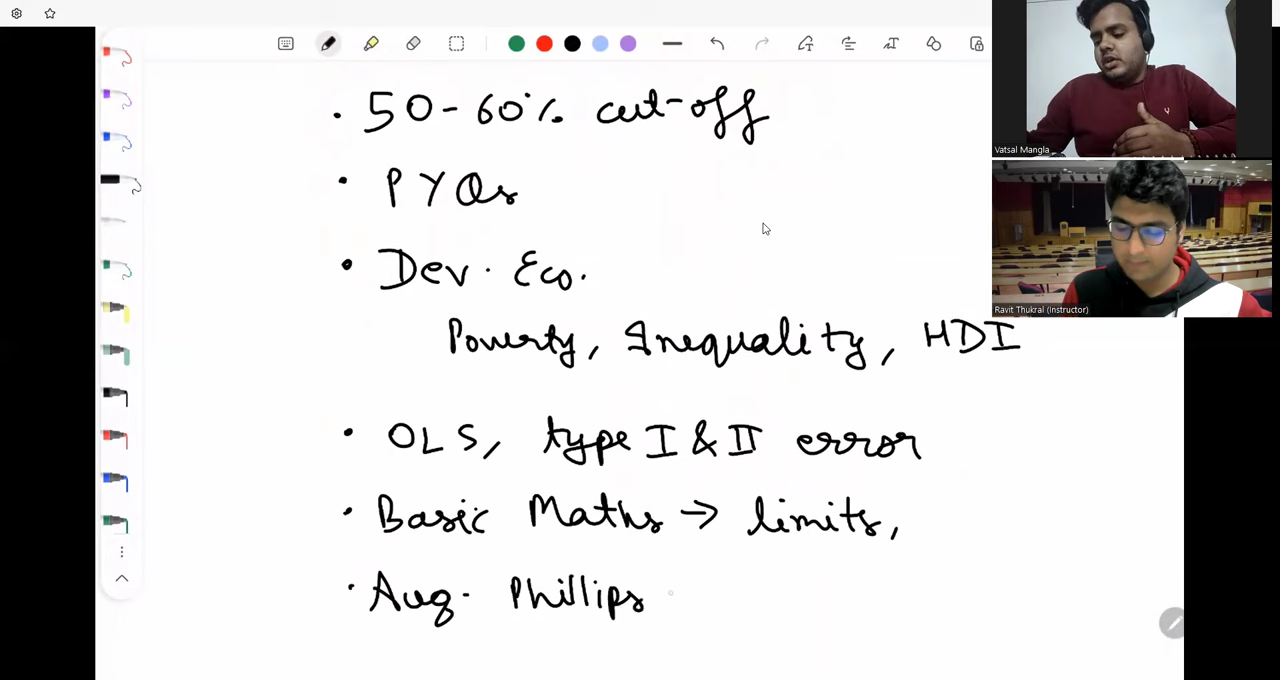 • 50-60% cut-off
• PYQs
• Dev. Eco.
Poverty, Inequality, HDI
• OLS, type I & II error
• Basic Maths → limits,
• Aug. Phillips
Vatsal Mangla
Ravit Thukral (Instructor)